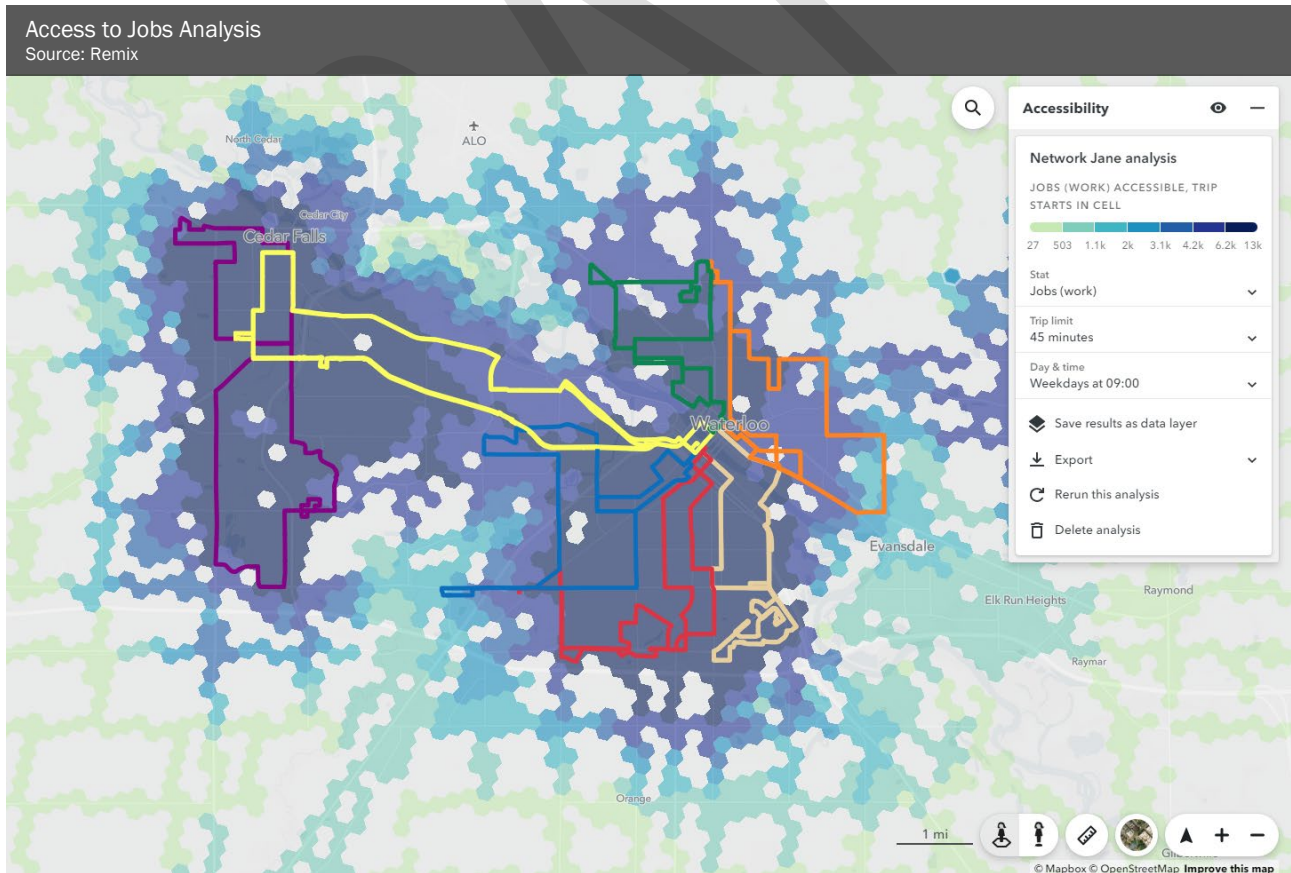 Access to Jobs Analysis
Source: Remix
ALO
North Cedar
Cedar City
Cedar Falls
Waterloo
Evansdale
Elk Run Heights
Raymond
Raymar
Orange
Accessibility
Network Jane analysis
JOBS (WORK) ACCESSIBLE, TRIP
STARTS IN CELL
27 503 1.1k 2k 3.1k 4.2k 6.2k 13k
Stat
Jobs (work)
Trip limit
45 minutes
Day & time
Weekdays at 09:00
Save results as data layer
Export
Rerun this analysis
Delete analysis
1 mi
© Mapbox © OpenStreetMap Improve this map